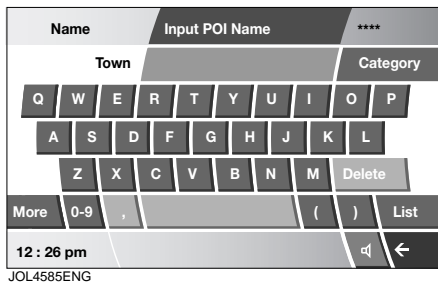 Name Input POI Name ****
Town Category
Q W E R T Y U I O P
A S D F G H J K L
Z X C V B N M Delete
More 0-9 , ( ) List
12 : 26 pm
JOL4585ENG